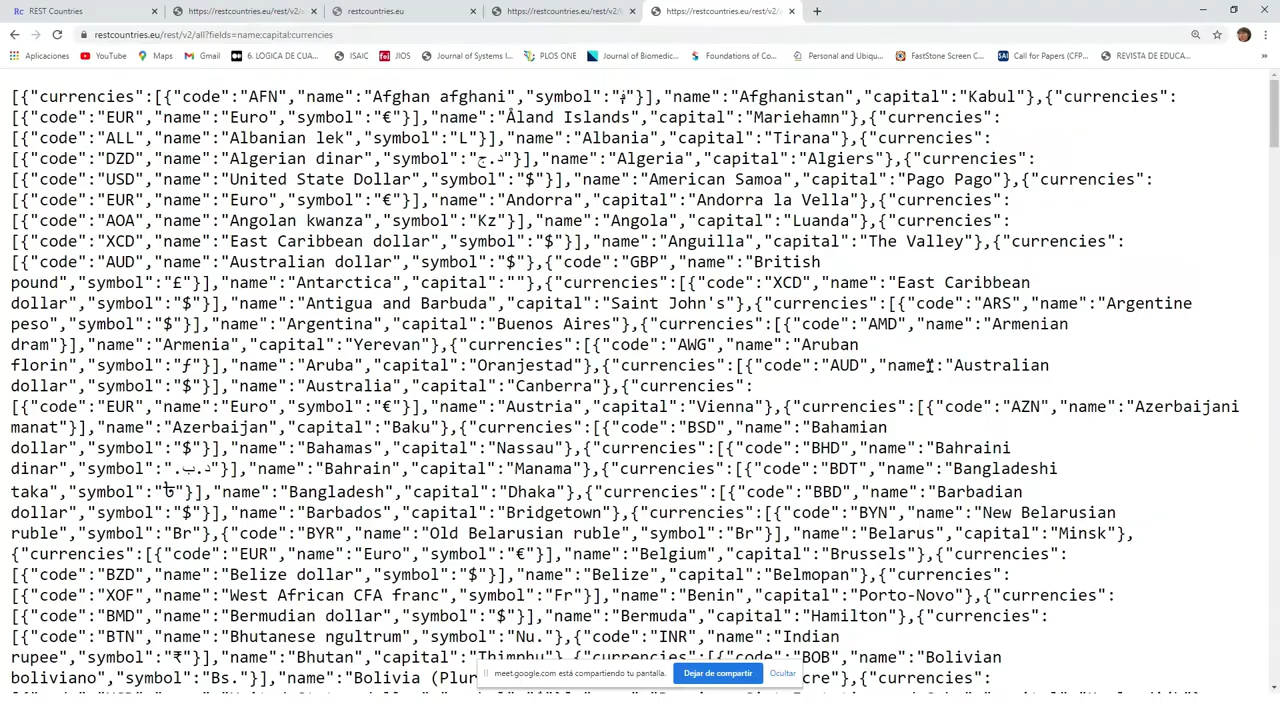 REST Countries
https://restcountries.eu/rest/v2/
restcountries.eu
https://restcountries.eu/rest/v2/
https://restcountries.eu/rest/v2/
restcountries.eu/rest/v2/all?fields=name;capital;currencies
Aplicaciones YouTube Maps Gmail 6. LOGICA DE CUA... ISAIC JIOS Journal of Systems I... PLOS ONE Journal of Biomedic... Foundations of Co... Personal and Ubiqu... FastStone Screen C... Call for Papers (CFP... REVISTA DE EDUCA...
[{"currencies":[{"code":"AFN","name":"Afghan afghani","symbol":"؋"}],"name":"Afghanistan","capital":"Kabul"},{"currencies":
[{"code":"EUR","name":"Euro","symbol":"€"}],"name":"Åland Islands","capital":"Mariehamn"},{"currencies":
[{"code":"ALL","name":"Albanian lek","symbol":"L"}],"name":"Albania","capital":"Tirana"},{"currencies":
[{"code":"DZD","name":"Algerian dinar","symbol":"د.ج"}],"name":"Algeria","capital":"Algiers"},{"currencies":
[{"code":"USD","name":"United State Dollar","symbol":"$"}],"name":"American Samoa","capital":"Pago Pago"},{"currencies":
[{"code":"EUR","name":"Euro","symbol":"€"}],"name":"Andorra","capital":"Andorra la Vella"},{"currencies":
[{"code":"AOA","name":"Angolan kwanza","symbol":"Kz"}],"name":"Angola","capital":"Luanda"},{"currencies":
[{"code":"XCD","name":"East Caribbean dollar","symbol":"$"}],"name":"Anguilla","capital":"The Valley"},{"currencies":
[{"code":"AUD","name":"Australian dollar","symbol":"$"},{"code":"GBP","name":"British
pound","symbol":"£"}],"name":"Antarctica","capital":""},{"currencies":[{"code":"XCD","name":"East Caribbean
dollar","symbol":"$"}],"name":"Antigua and Barbuda","capital":"Saint John's"},{"currencies":[{"code":"ARS","name":"Argentine
peso","symbol":"$"}],"name":"Argentina","capital":"Buenos Aires"},{"currencies":[{"code":"AMD","name":"Armenian
dram"}],"name":"Armenia","capital":"Yerevan"},{"currencies":[{"code":"AWG","name":"Aruban
florin","symbol":"ƒ"}],"name":"Aruba","capital":"Oranjestad"},{"currencies":[{"code":"AUD","name":"Australian
dollar","symbol":"$"}],"name":"Australia","capital":"Canberra"},{"currencies":
[{"code":"EUR","name":"Euro","symbol":"€"}],"name":"Austria","capital":"Vienna"},{"currencies":[{"code":"AZN","name":"Azerbaijani
manat"}],"name":"Azerbaijan","capital":"Baku"},{"currencies":[{"code":"BSD","name":"Bahamian
dollar","symbol":"$"}],"name":"Bahamas","capital":"Nassau"},{"currencies":[{"code":"BHD","name":"Bahraini
dinar","symbol":".د.ب"}],"name":"Bahrain","capital":"Manama"},{"currencies":[{"code":"BDT","name":"Bangladeshi
taka","symbol":"৳"}],"name":"Bangladesh","capital":"Dhaka"},{"currencies":[{"code":"BBD","name":"Barbadian
dollar","symbol":"$"}],"name":"Barbados","capital":"Bridgetown"},{"currencies":[{"code":"BYN","name":"New Belarusian
ruble","symbol":"Br"},{"code":"BYR","name":"Old Belarusian ruble","symbol":"Br"}],"name":"Belarus","capital":"Minsk"},
{"currencies":[{"code":"EUR","name":"Euro","symbol":"€"}],"name":"Belgium","capital":"Brussels"},{"currencies":
[{"code":"BZD","name":"Belize dollar","symbol":"$"}],"name":"Belize","capital":"Belmopan"},{"currencies":
[{"code":"XOF","name":"West African CFA franc","symbol":"Fr"}],"name":"Benin","capital":"Porto-Novo"},{"currencies":
[{"code":"BMD","name":"Bermudian dollar","symbol":"$"}],"name":"Bermuda","capital":"Hamilton"},{"currencies":
[{"code":"BTN","name":"Bhutanese ngultrum","symbol":"Nu."},{"code":"INR","name":"Indian
rupee","symbol":"₹"}],"name":"Bhutan","capital":"Thimphu"},{"currencies":[{"code":"BOB","name":"Bolivian
boliviano","symbol":"Bs."}],"name":"Bolivia (Plur cre"},{"currencies":
meet.google.com está compartiendo tu pantalla. Dejar de compartir Ocultar